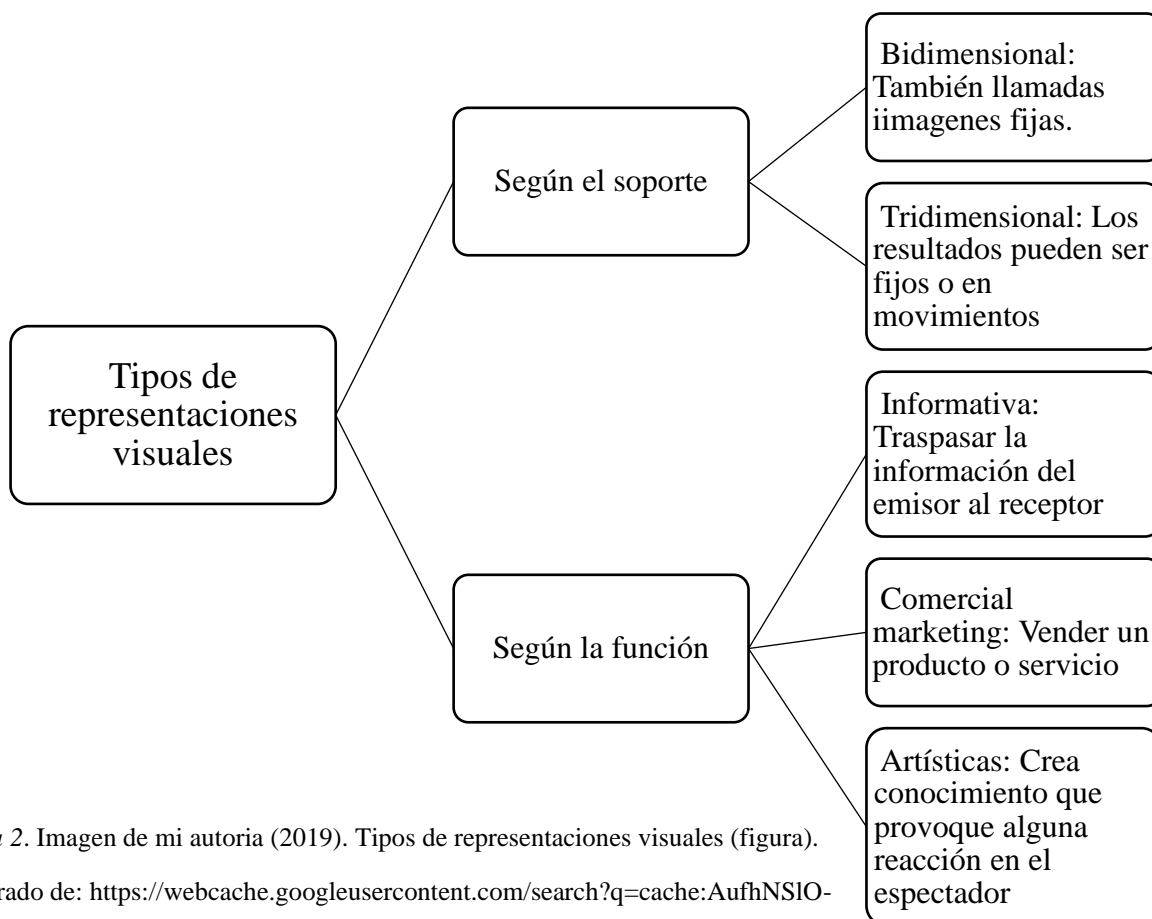 Tipos de
representaciones
visuales
Según el soporte
Bidimensional:
También llamadas
iimagenes fijas.
Tridimensional: Los
resultados pueden ser
fijos o en
movimientos
Según la función
Informativa:
Traspasar la
información del
emisor al receptor
Comercial
marketing: Vender un
producto o servicio
Artísticas: Crea
conocimiento que
provoque alguna
reacción en el
espectador
a 2. Imagen de mi autoria (2019). Tipos de representaciones visuales (figura).
rado de: https://webcache.googleusercontent.com/search?q=cache:AufhNSlO-